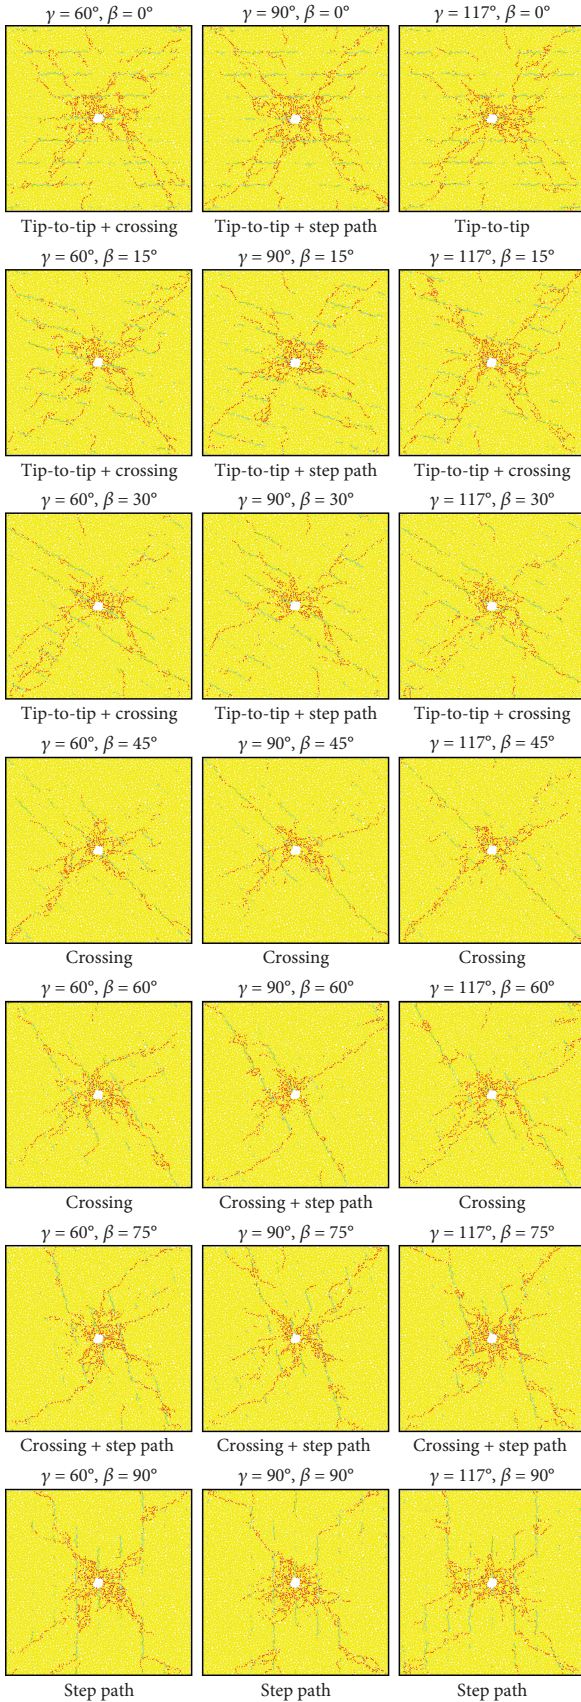 γ = 60°, β = 0° γ = 90°, β = 0° γ = 117°, β = 0°
Tip-to-tip + crossing Tip-to-tip + step path Tip-to-tip
γ = 60°, β = 15° γ = 90°, β = 15° γ = 117°, β = 15°
Tip-to-tip + crossing Tip-to-tip + step path Tip-to-tip + crossing
γ = 60°, β = 30° γ = 90°, β = 30° γ = 117°, β = 30°
Tip-to-tip + crossing Tip-to-tip + step path Tip-to-tip + crossing
γ = 60°, β = 45° γ = 90°, β = 45° γ = 117°, β = 45°
Crossing Crossing Crossing
γ = 60°, β = 60° γ = 90°, β = 60° γ = 117°, β = 60°
Crossing Crossing + step path Crossing
γ = 60°, β = 75° γ = 90°, β = 75° γ = 117°, β = 75°
Crossing + step path Crossing + step path Crossing + step path
γ = 60°, β = 90° γ = 90°, β = 90° γ = 117°, β = 90°
Step path Step path Step path